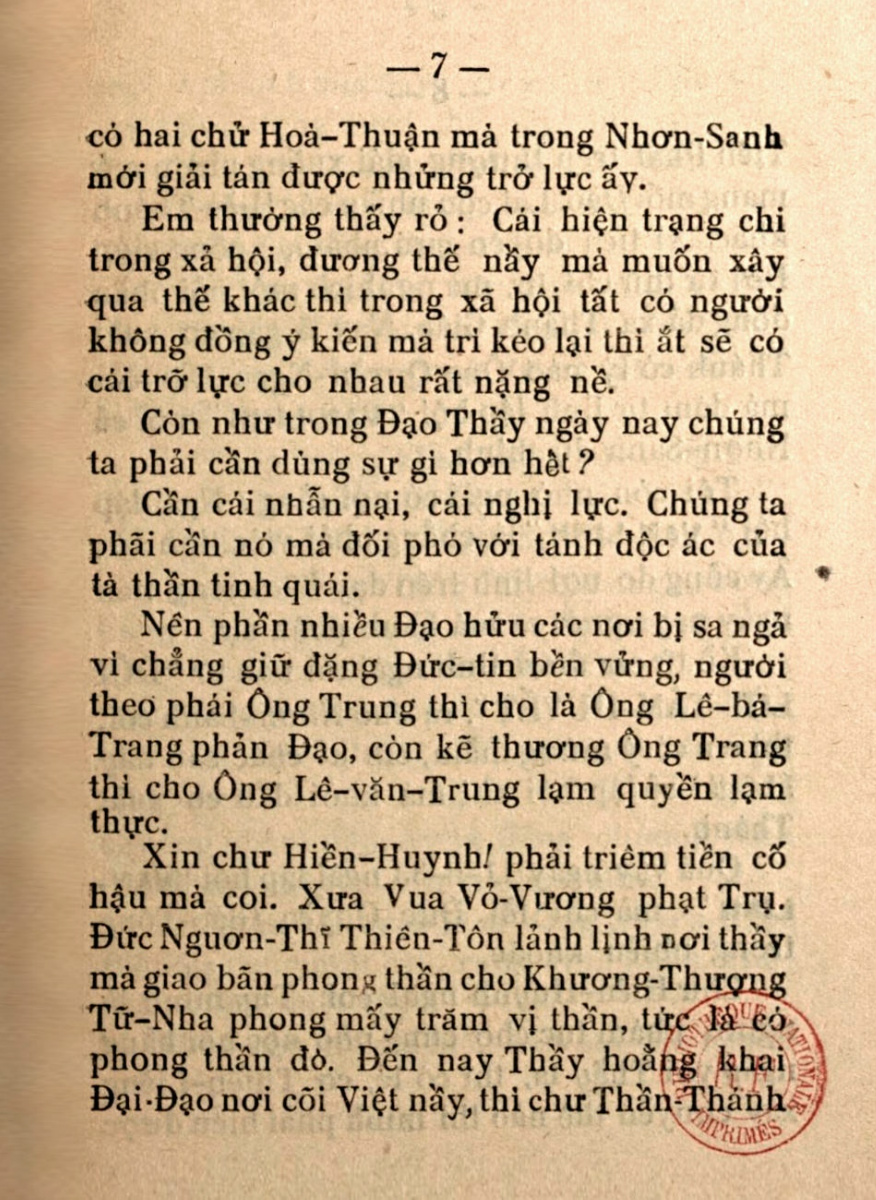 — 7 —
có hai chử Hoà–Thuận mà trong Nhơn-Sanh
mới giải tán được nhửng trở lực ấy.
Em thường thấy rỏ : Cái hiện trạng chi
trong xả hội, đương thế nầy mà muốn xây
qua thế khác thì trong xã hội tất có người
không đồng ý kiến mà trì kéo lại thì ắt sẽ có
cái trỡ lực cho nhau rất nặng nề.
Còn như trong Đạo Thầy ngày nay chúng
ta phải cần dùng sự gì hơn hết ?
Cần cái nhẫn nại, cái nghị lực. Chúng ta
phãi cần nó mà đối phó với tánh độc ác của
tà thần tinh quái.
Nên phần nhiều Đạo hửu các nơi bị sa ngả
vì chẳng giữ đặng Đức–tin bền vửng, người
theo phái Ông Trung thì cho là Ông Lê–bá–
Trang phản Đạo, còn kẽ thương Ông Trang
thì cho Ông Lê–văn–Trung lạm quyền lạm
thực.
Xin chư Hiền–Huynh! phải triêm tiền cố
hậu mà coi. Xưa Vua Vỏ-Vương phạt Trụ.
Đức Nguơn-Thĩ Thiên-Tôn lảnh lịnh nơi thầy
mà giao bãn phong thần cho Khương-Thượng
Tữ–Nha phong mấy trăm vị thần, tức là có
phong thần đó. Đến nay Thầy hoằng khai
Đại-Đạo nơi cõi Việt nầy, thì chư Thần-Thánh
BIBLIOTHEQUE NATIONALE
R.F
IMPRIMÉS